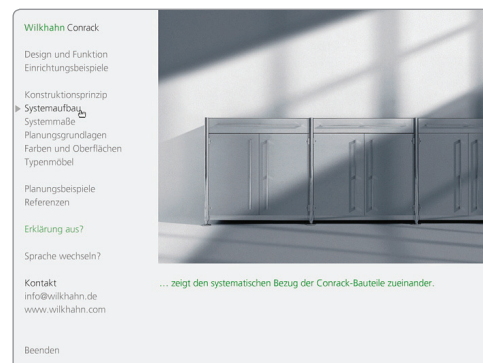 Wilkhahn Conrack
Design und Funktion
Einrichtungsbeispiele
Konstruktionsprinzip
Systemaufbau
Systemmaße
Planungsgrundlagen
Farben und Oberflächen
Typenmöbel
Planungsbeispiele
Referenzen
Erklärung aus?
Sprache wechseln?
Kontakt
info@wilkhahn.de
www.wilkhahn.com
Beenden
… zeigt den systematischen Bezug der Conrack-Bauteile zueinander.